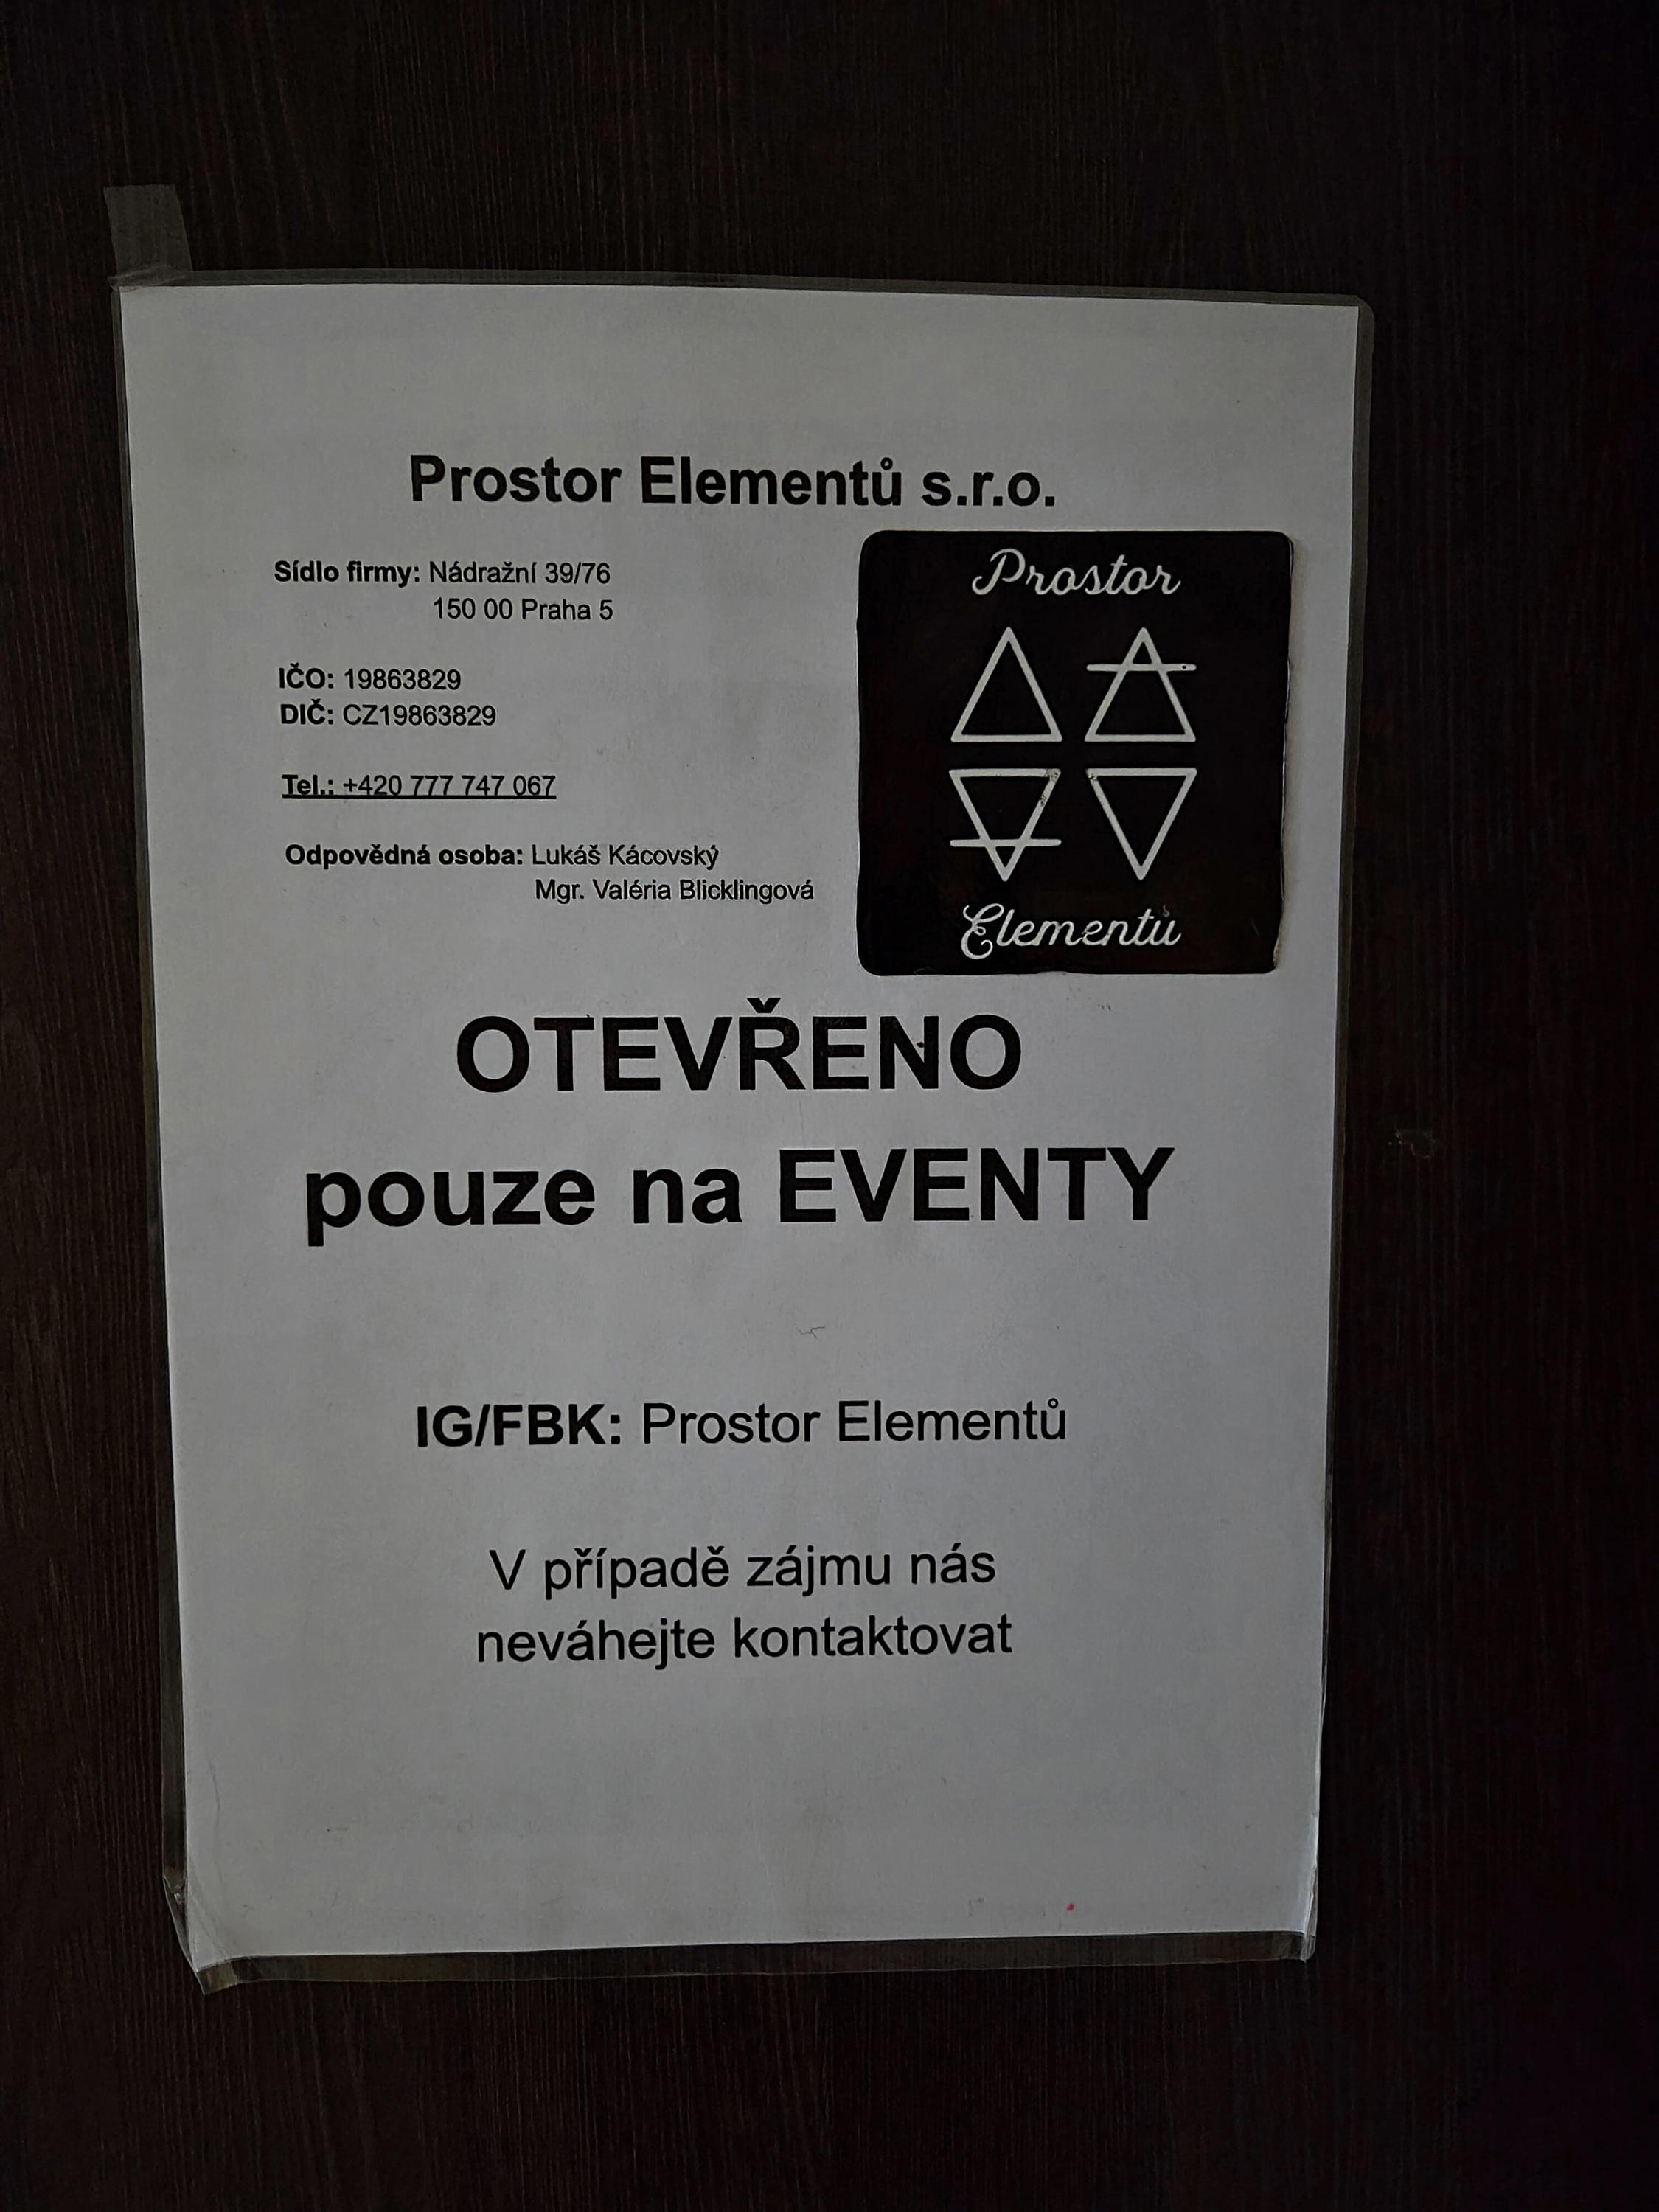 Prostor Elementů s.r.o.
Sídlo firmy: Nádražní 39/76
150 00 Praha 5
IČO: 19863829
DIČ: CZ19863829
Tel.: +420 777 747 067
Odpovědná osoba: Lukáš Kácovský
Mgr. Valéria Blicklingová
Prostor
Elementů
OTEVŘENO
pouze na EVENTY
IG/FBK: Prostor Elementů
V případě zájmu nás
neváhejte kontaktovat